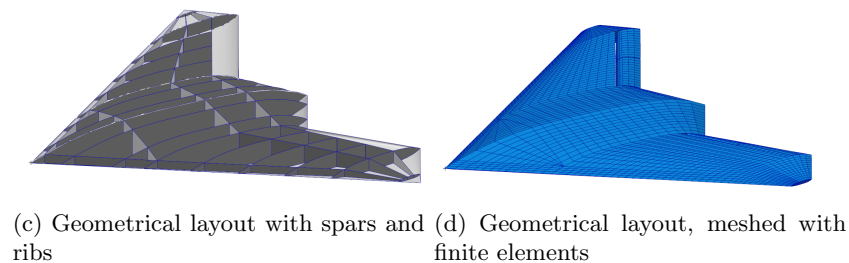 (c) Geometrical layout with spars and
ribs
(d) Geometrical layout, meshed with
finite elements